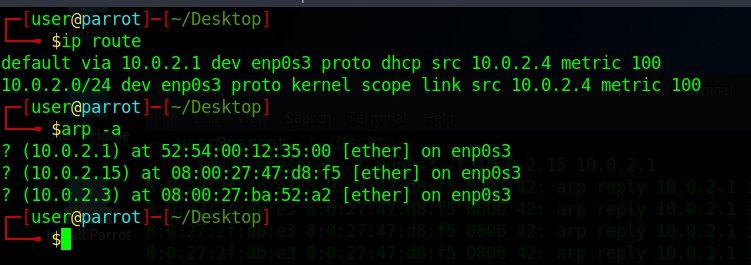 [user@parrot]─[~/Desktop]
$ip route
default via 10.0.2.1 dev enp0s3 proto dhcp src 10.0.2.4 metric 100
10.0.2.0/24 dev enp0s3 proto kernel scope link src 10.0.2.4 metric 100
[user@parrot]─[~/Desktop]
$arp -a
? (10.0.2.1) at 52:54:00:12:35:00 [ether] on enp0s3
? (10.0.2.15) at 08:00:27:47:d8:f5 [ether] on enp0s3
? (10.0.2.3) at 08:00:27:ba:52:a2 [ether] on enp0s3
[user@parrot]─[~/Desktop]
$